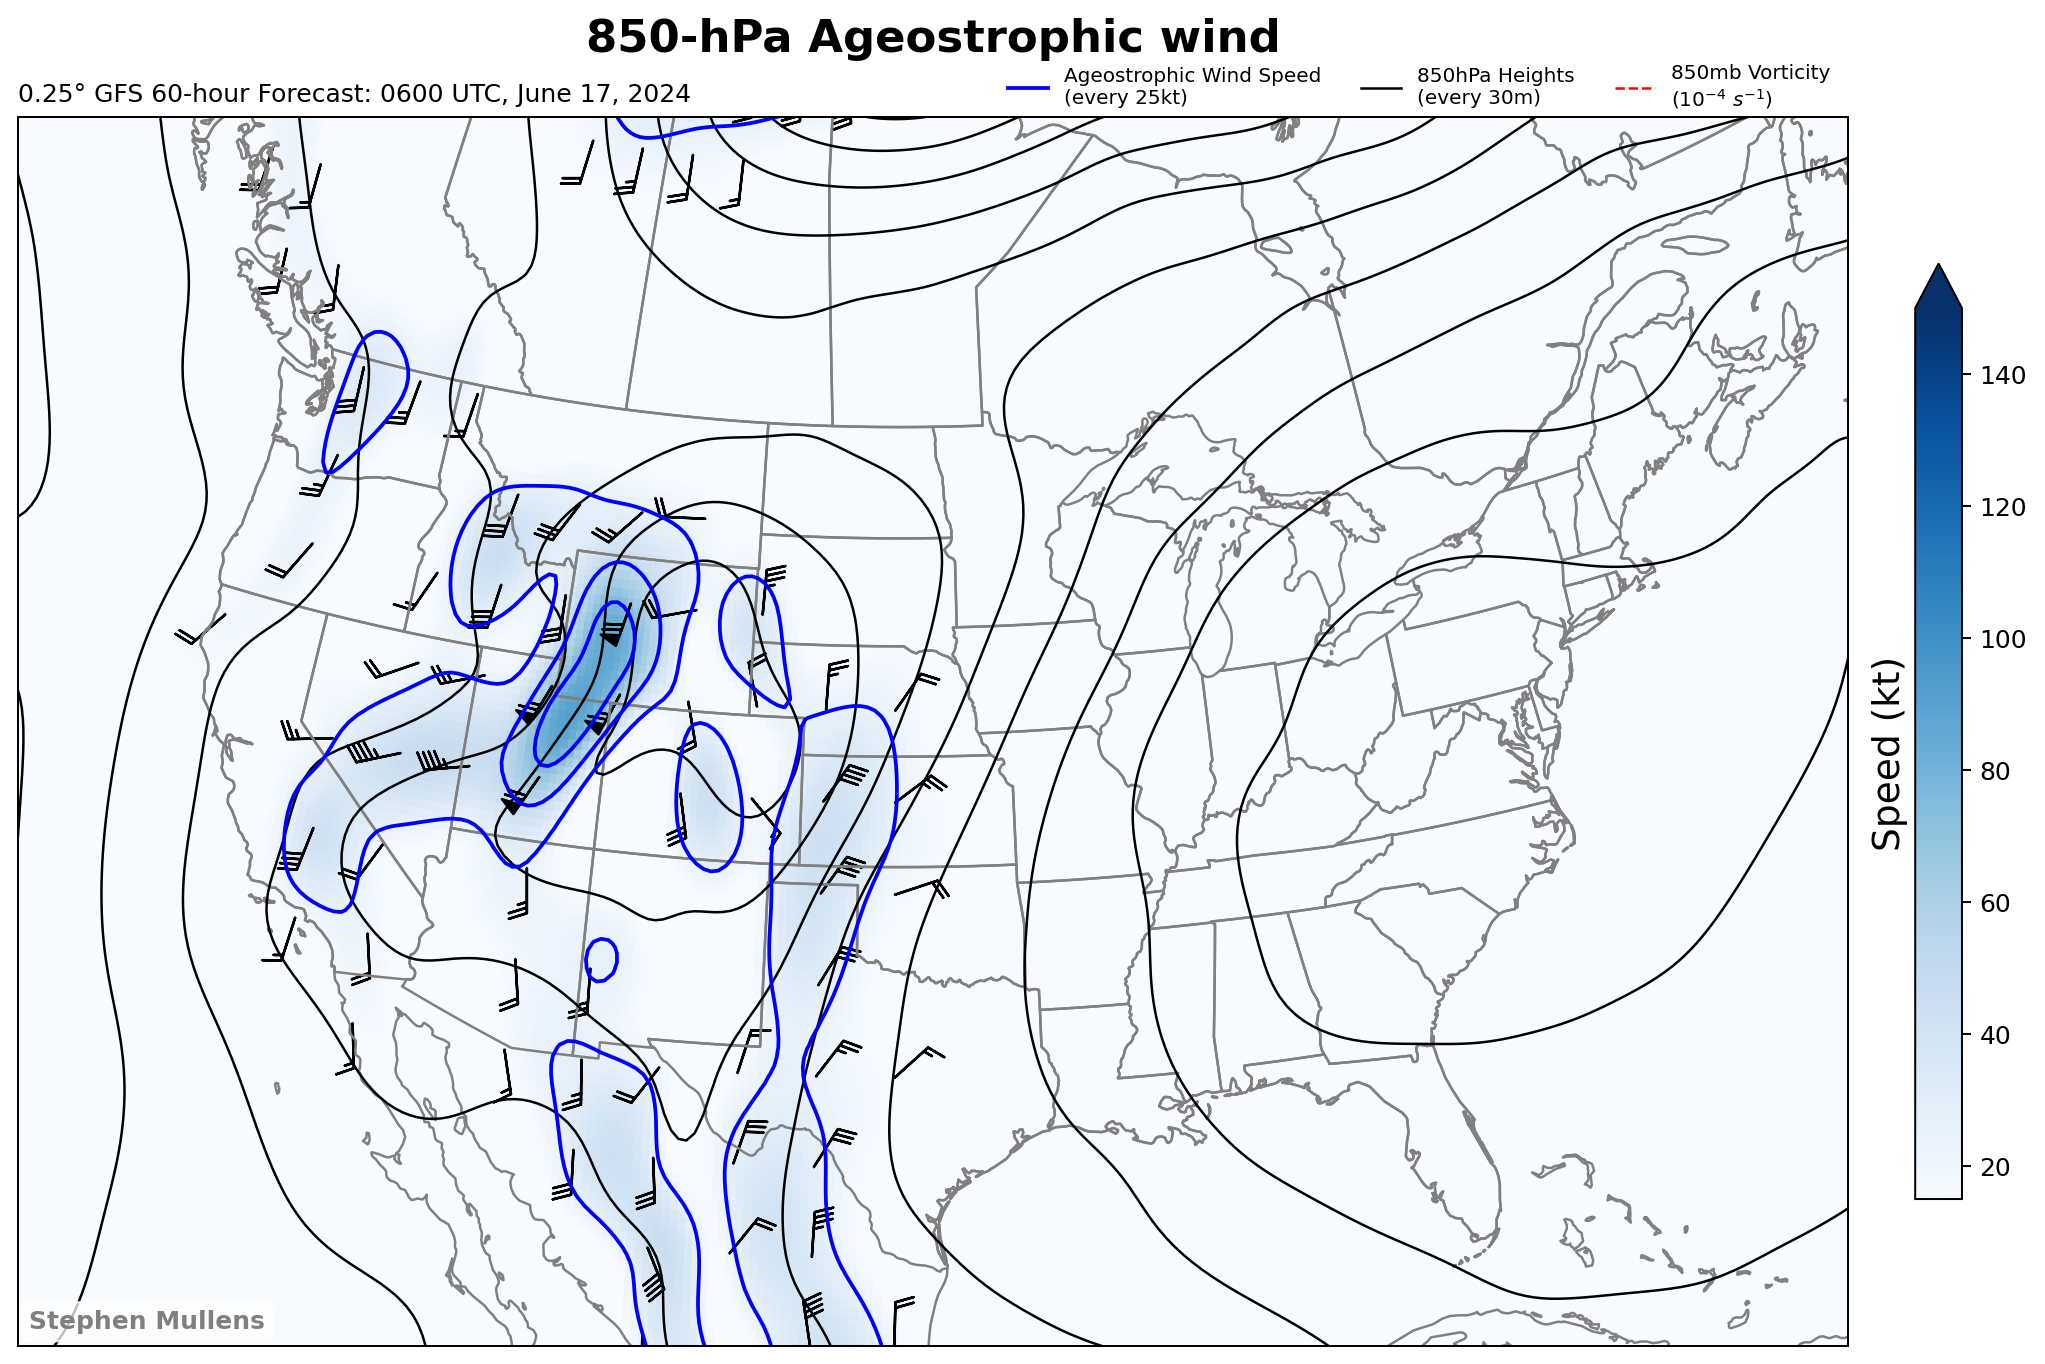 850-hPa Ageostrophic wind
0.25° GFS 60-hour Forecast: 0600 UTC, June 17, 2024
Ageostrophic Wind Speed
(every 25kt)
850hPa Heights
(every 30m)
850mb Vorticity
(10⁻⁴ s⁻¹)
140
120
100
80
60
40
20
Speed (kt)
Stephen Mullens